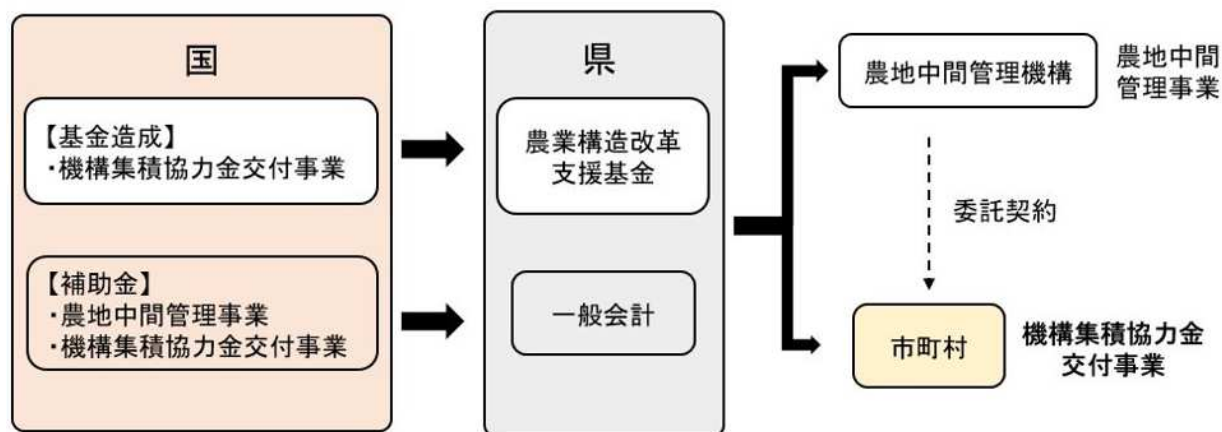 国
【基金造成】
・機構集積協力金交付事業
【補助金】
・農地中間管理事業
・機構集積協力金交付事業
県
農業構造改革
支援基金
一般会計
農地中間管理機構
農地中間
管理事業
委託契約
市町村
機構集積協力金
交付事業